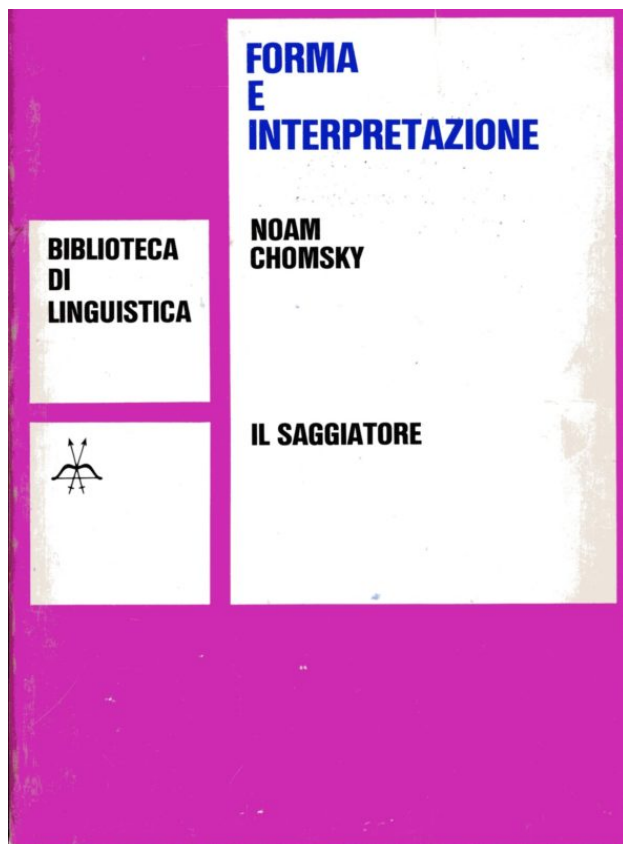 FORMA
E
INTERPRETAZIONE
NOAM
CHOMSKY
BIBLIOTECA
DI
LINGUISTICA
IL SAGGIATORE